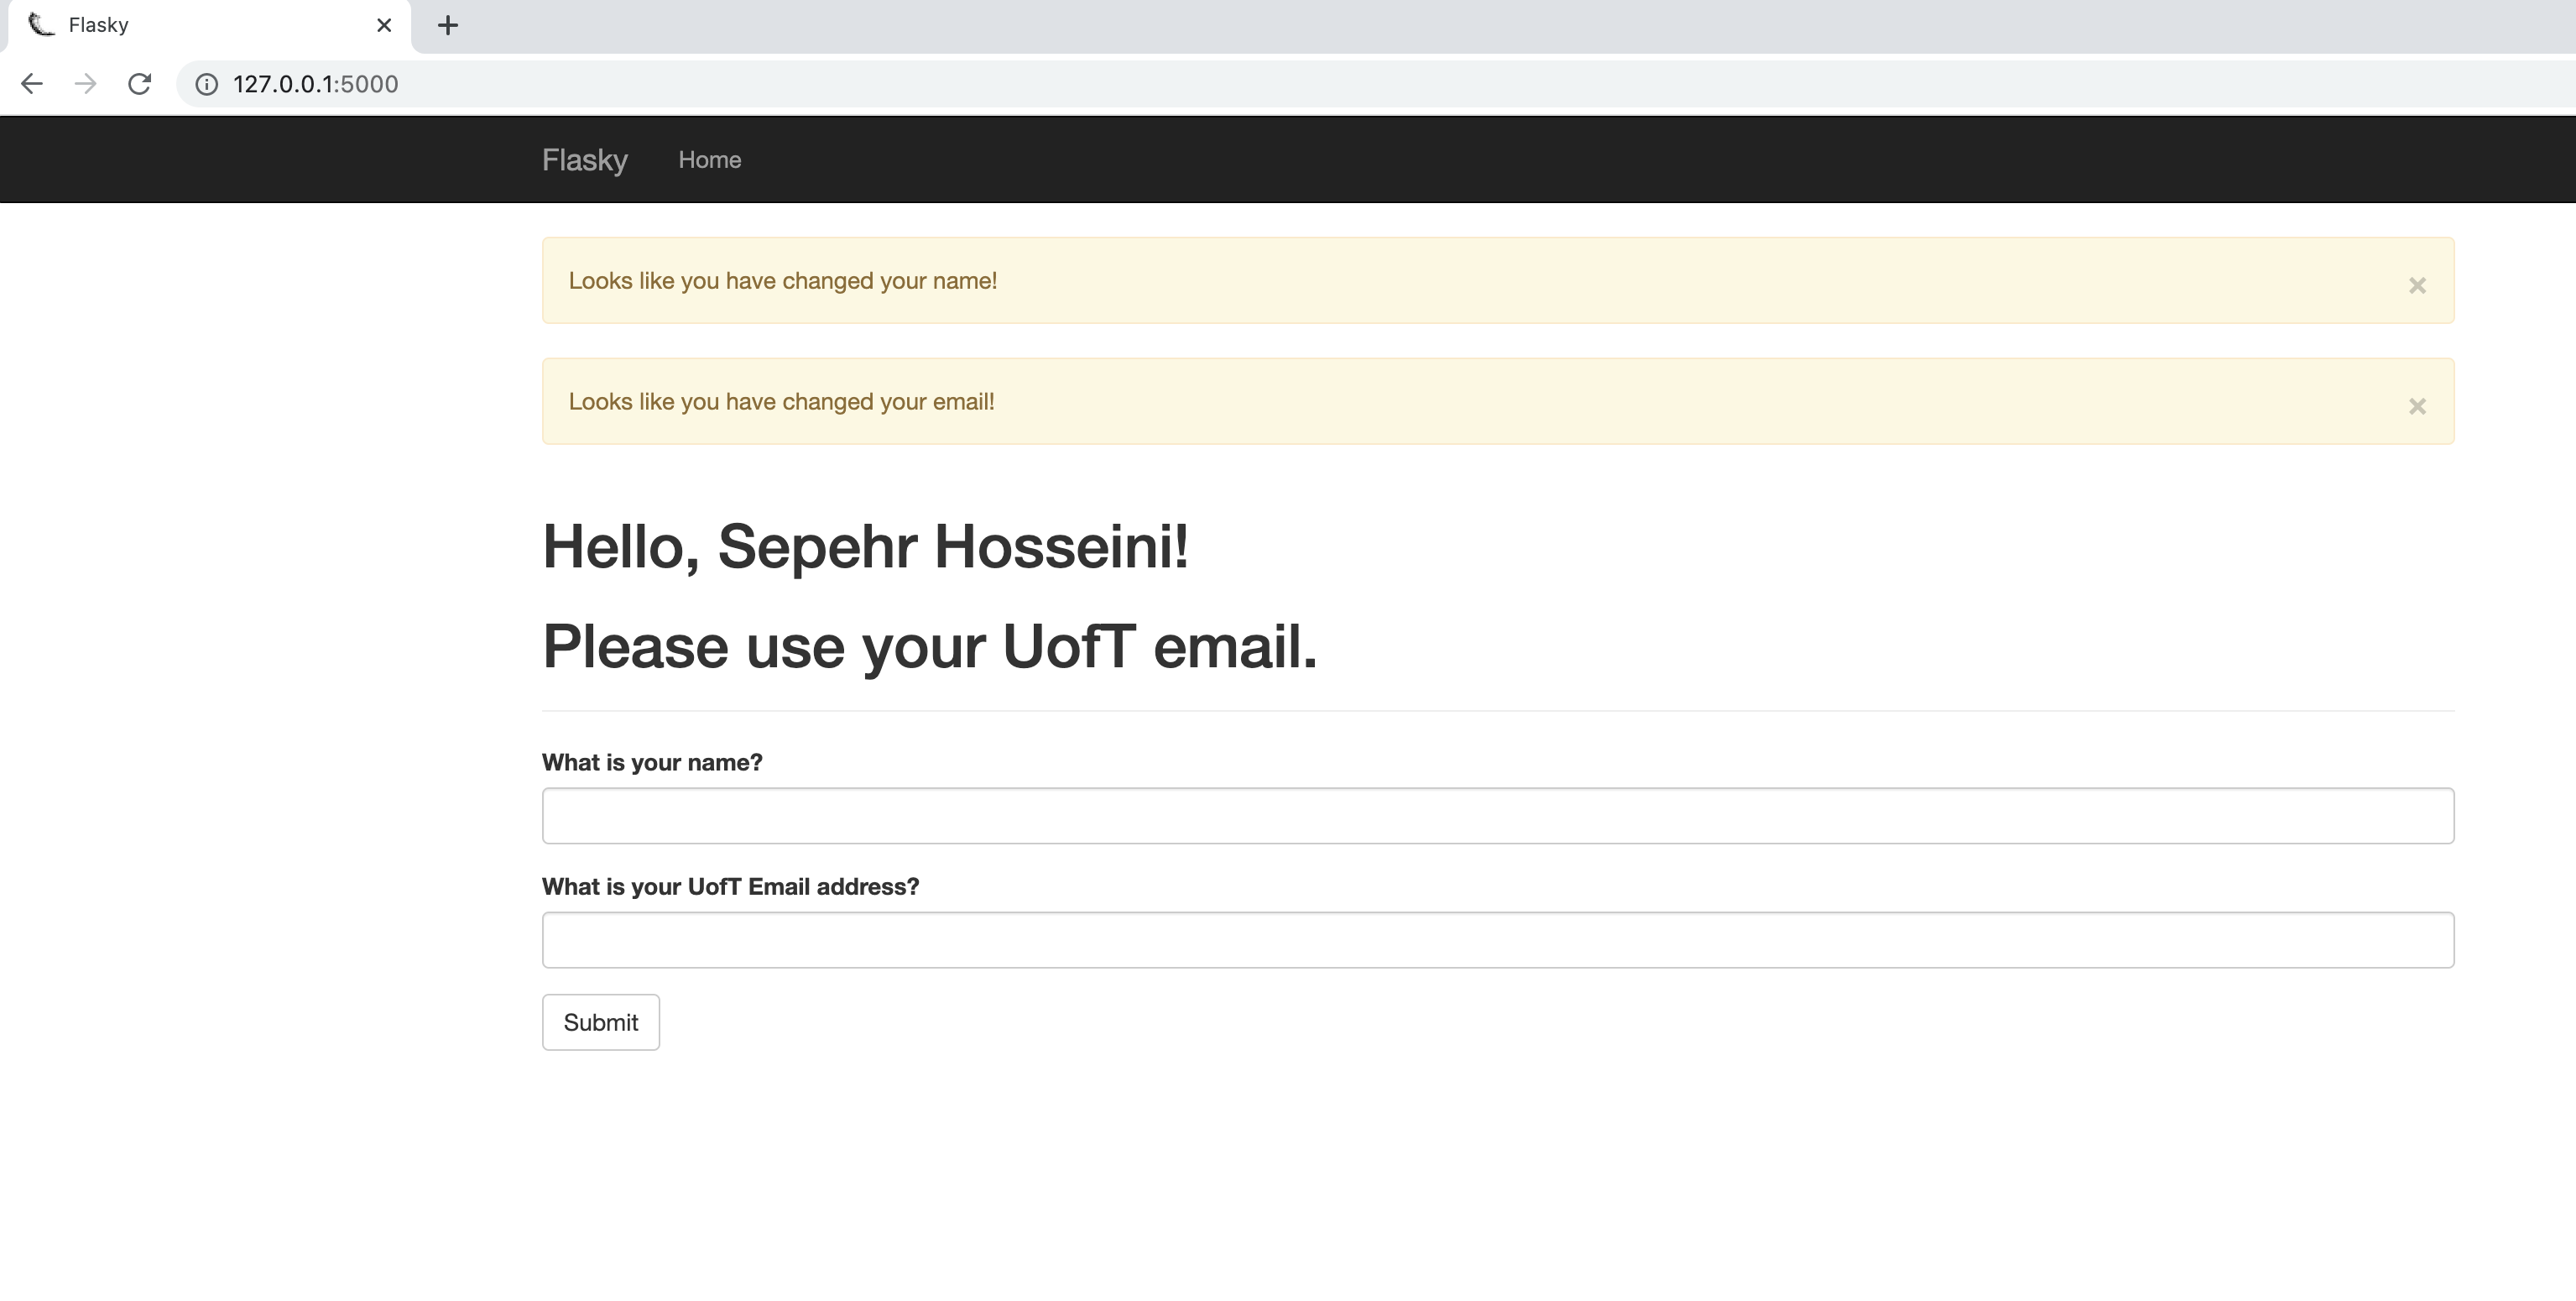 Flasky
127.0.0.1:5000
Flasky Home
Looks like you have changed your name! ×
Looks like you have changed your email! ×
Hello, Sepehr Hosseini!
Please use your UofT email.
What is your name?
What is your UofT Email address?
Submit